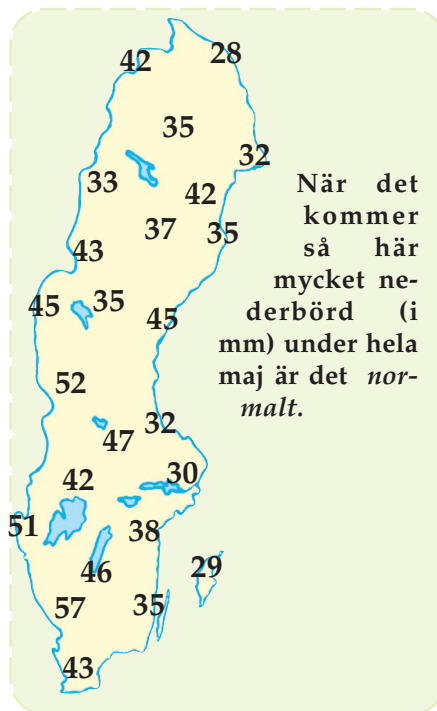 42 28
35
32
33
42
När det
kommer
37 35
så här
43
mycket ne-
45 35
derbörd (i
45
mm) under hela
maj är det nor-
52
malt.
32
47
30
42
51
38
29
46
57 35
43